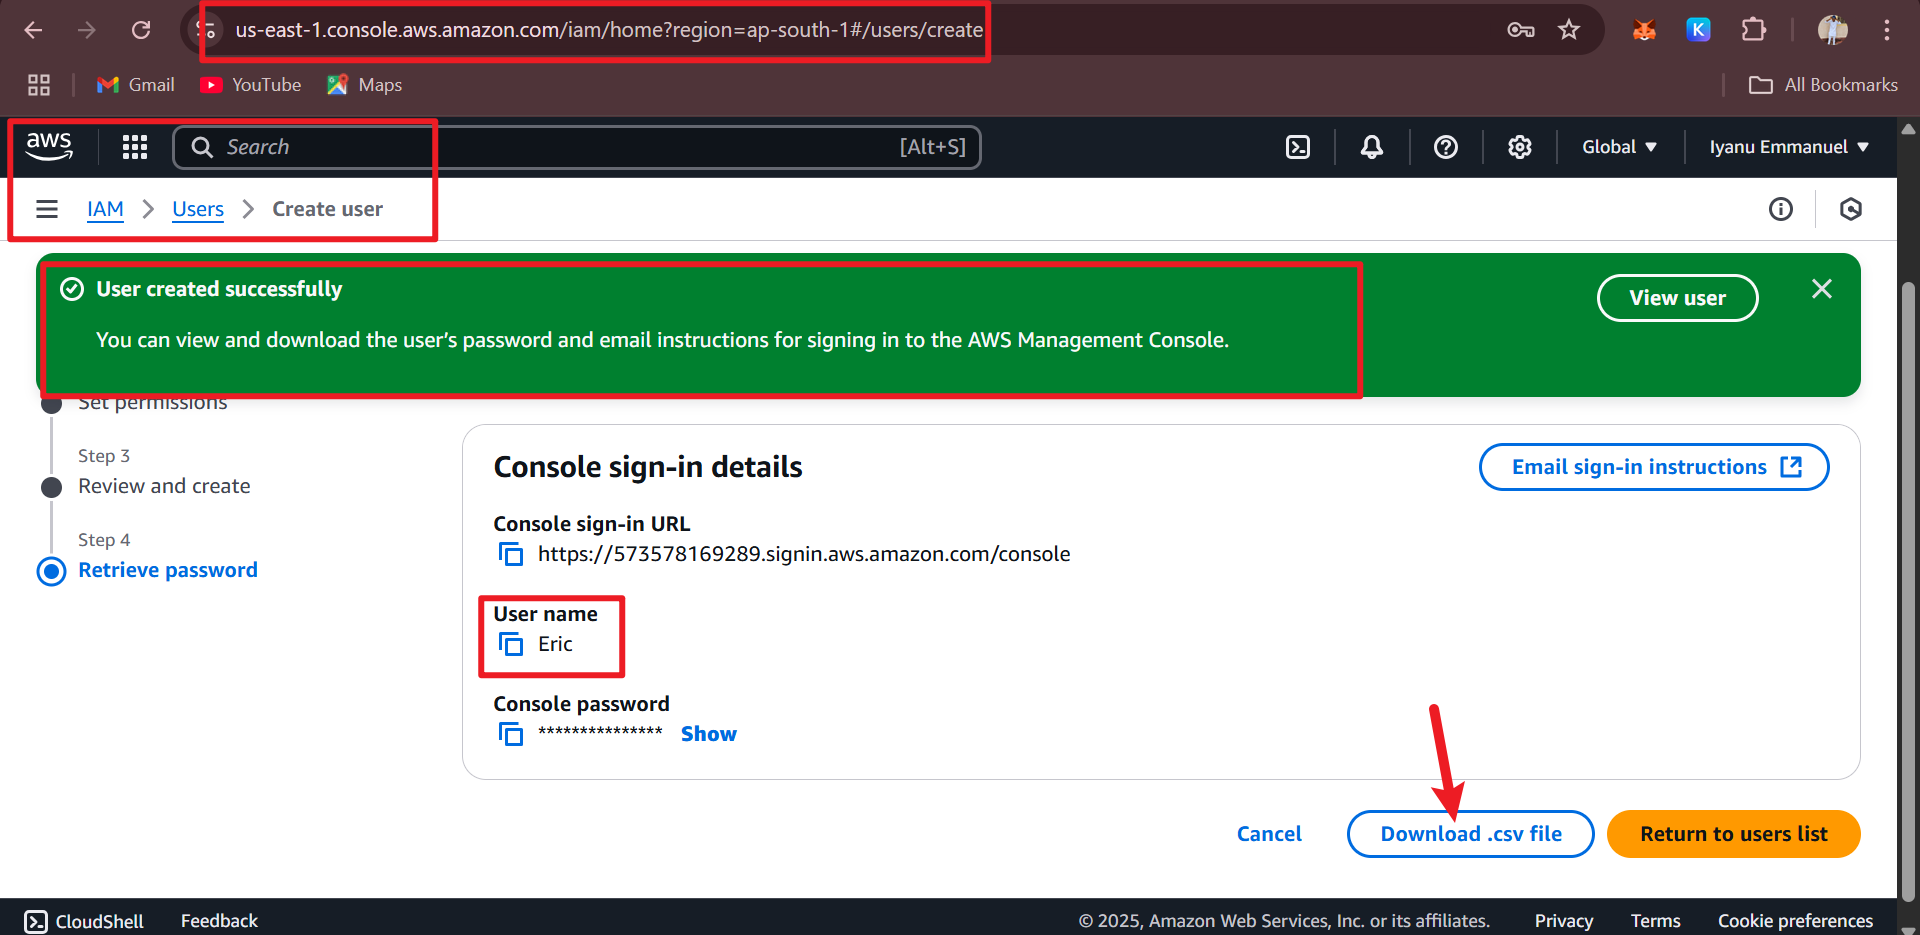 us-east-1.console.aws.amazon.com/iam/home?region=ap-south-1#/users/create
K
Gmail
YouTube
Maps
All Bookmarks
aws
Search
[Alt+S]
Global
Iyanu Emmanuel
IAM
Users
Create user
User created successfully
View user
You can view and download the user's password and email instructions for signing in to the AWS Management Console.
Set permissions
Step 3
Review and create
Step 4
Retrieve password
Console sign-in details
Email sign-in instructions
Console sign-in URL
https://573578169289.signin.aws.amazon.com/console
User name
Eric
Console password
*************** Show
Cancel
Download .csv file
Return to users list
CloudShell
Feedback
© 2025, Amazon Web Services, Inc. or its affiliates.
Privacy
Terms
Cookie preferences